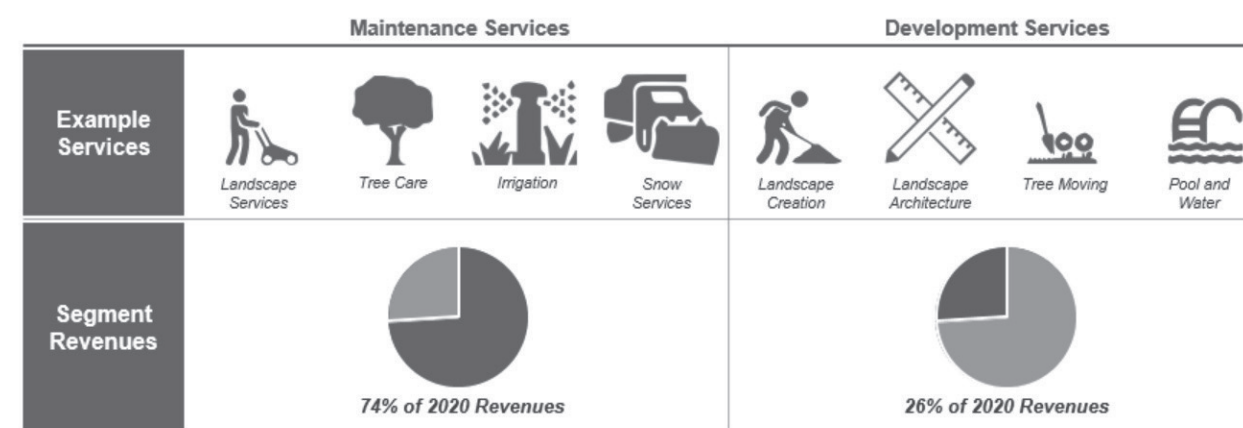 Maintenance Services
Development Services
Example
Services
Landscape
Services
Tree Care
Irrigation
Snow
Services
Landscape
Creation
Landscape
Architecture
Tree Moving
Pool and
Water
Segment
Revenues
74% of 2020 Revenues
26% of 2020 Revenues